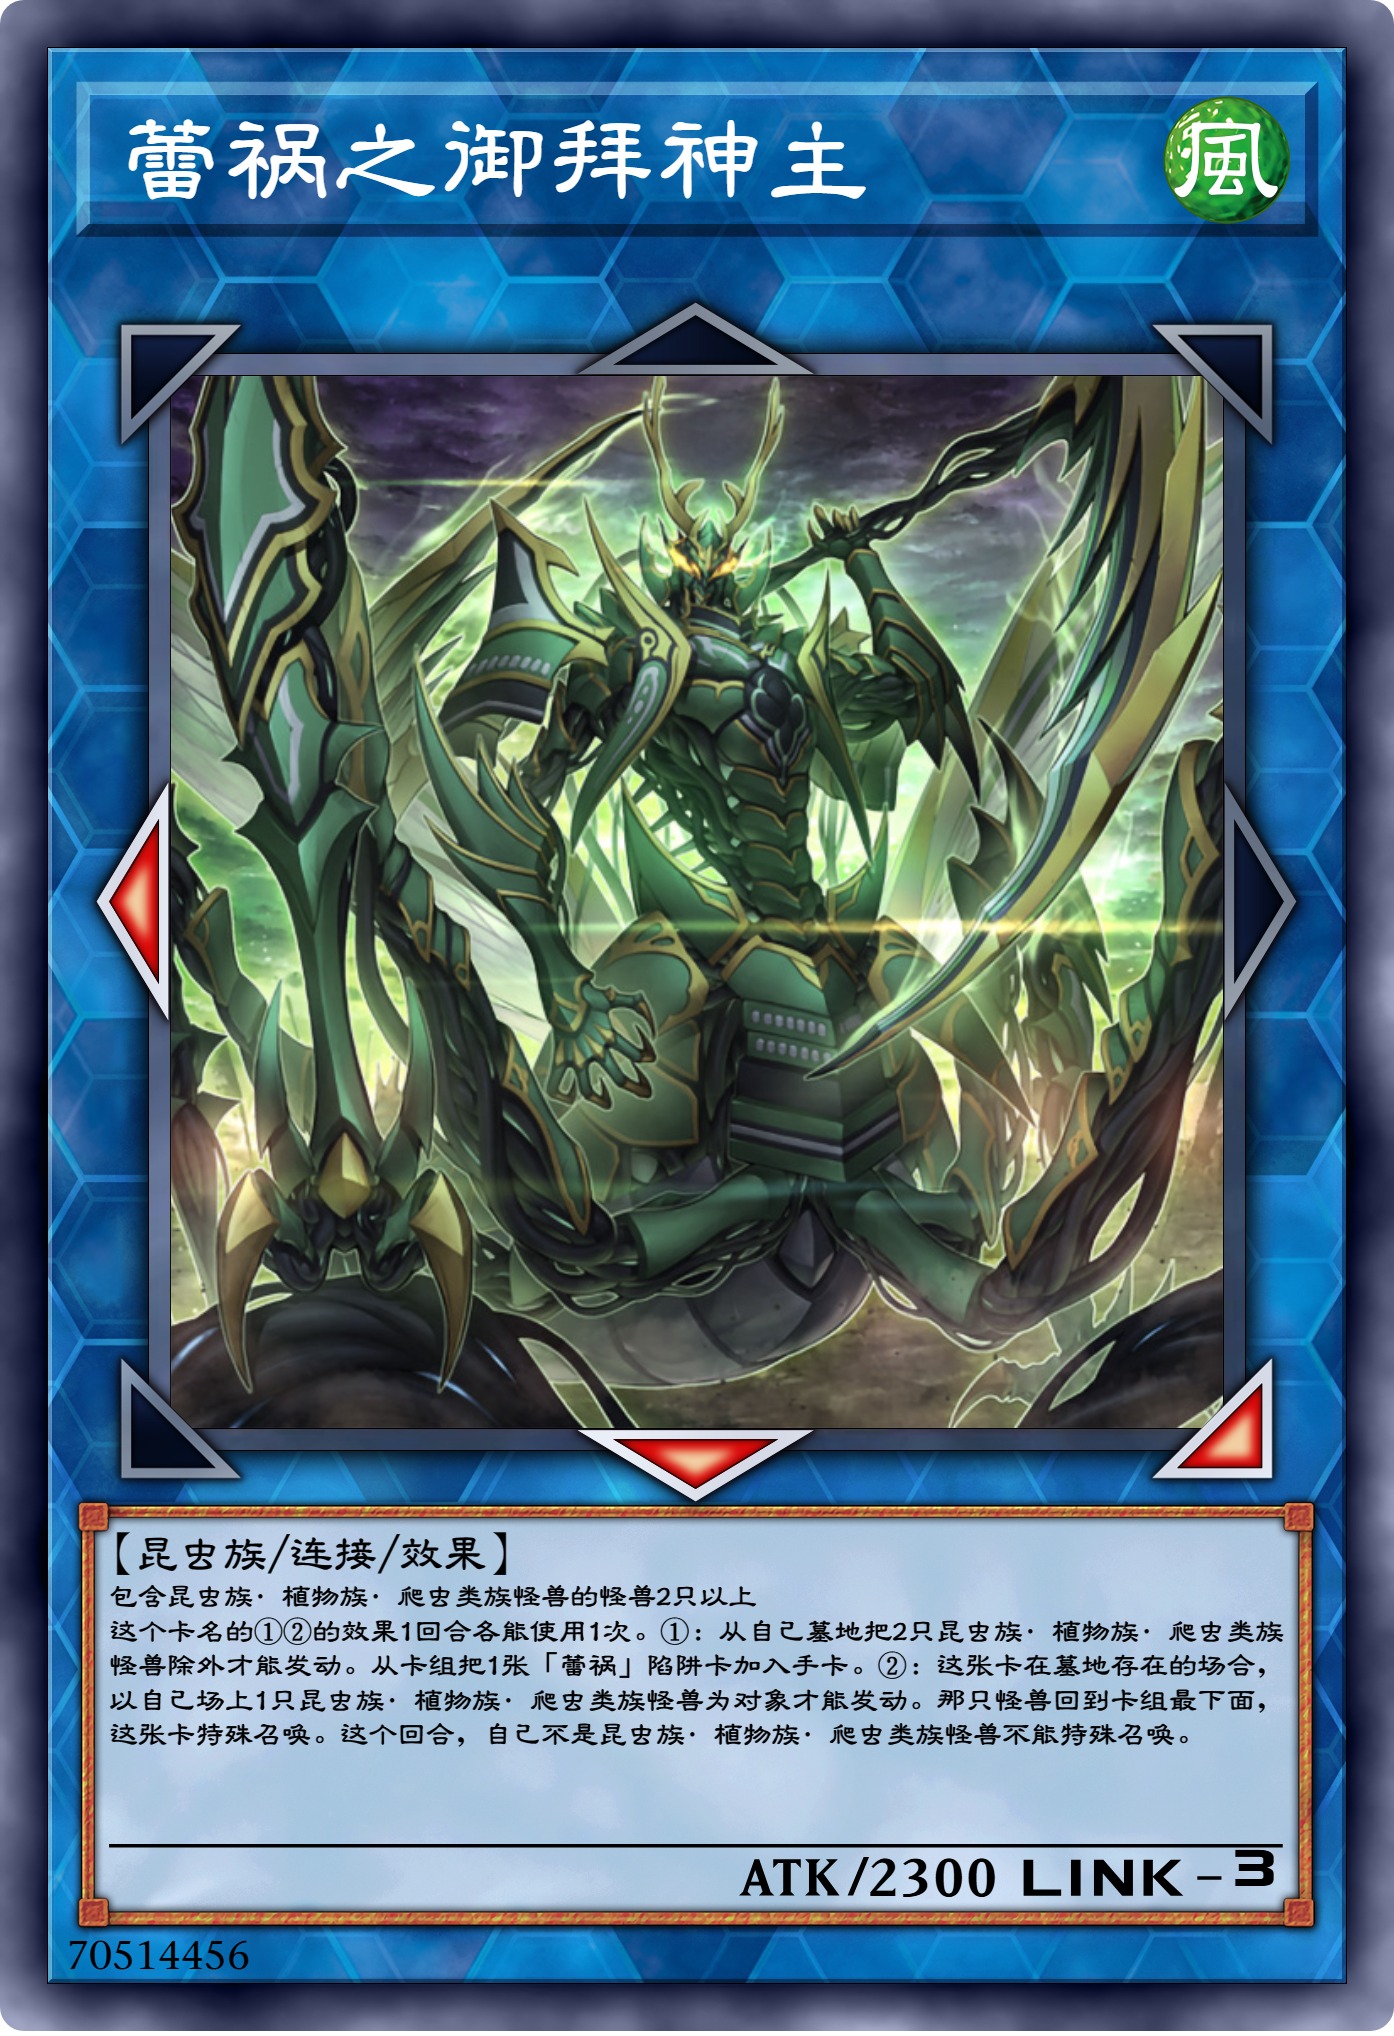 蕾祸之御拜神主
風
【昆虫族/连接/效果】
包含昆虫族·植物族·爬虫类族怪兽的怪兽2只以上
这个卡名的①②的效果1回合各能使用1次。①：从自己墓地把2只昆虫族·植物族·爬虫类族
怪兽除外才能发动。从卡组把1张「蕾祸」陷阱卡加入手卡。②：这张卡在墓地存在的场合，
以自己场上1只昆虫族·植物族·爬虫类族怪兽为对象才能发动。那只怪兽回到卡组最下面，
这张卡特殊召唤。这个回合，自己不是昆虫族·植物族·爬虫类族怪兽不能特殊召唤。
ATK/2300 LINK-3
70514456